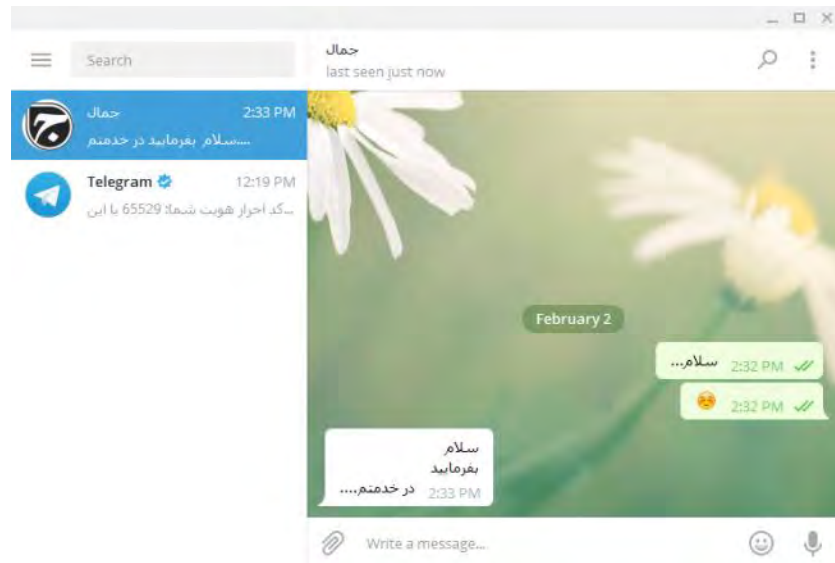 Search
جمال
last seen just now
جمال 2:33 PM
سلام بفرمایید در خدمتم....
Telegram 12:19 PM
کد احراز هویت شما: 65529 با این...
February 2
سلام... 2:32 PM
2:32 PM
سلام
بفرمایید
در خدمتم.... 2:33 PM
Write a message...